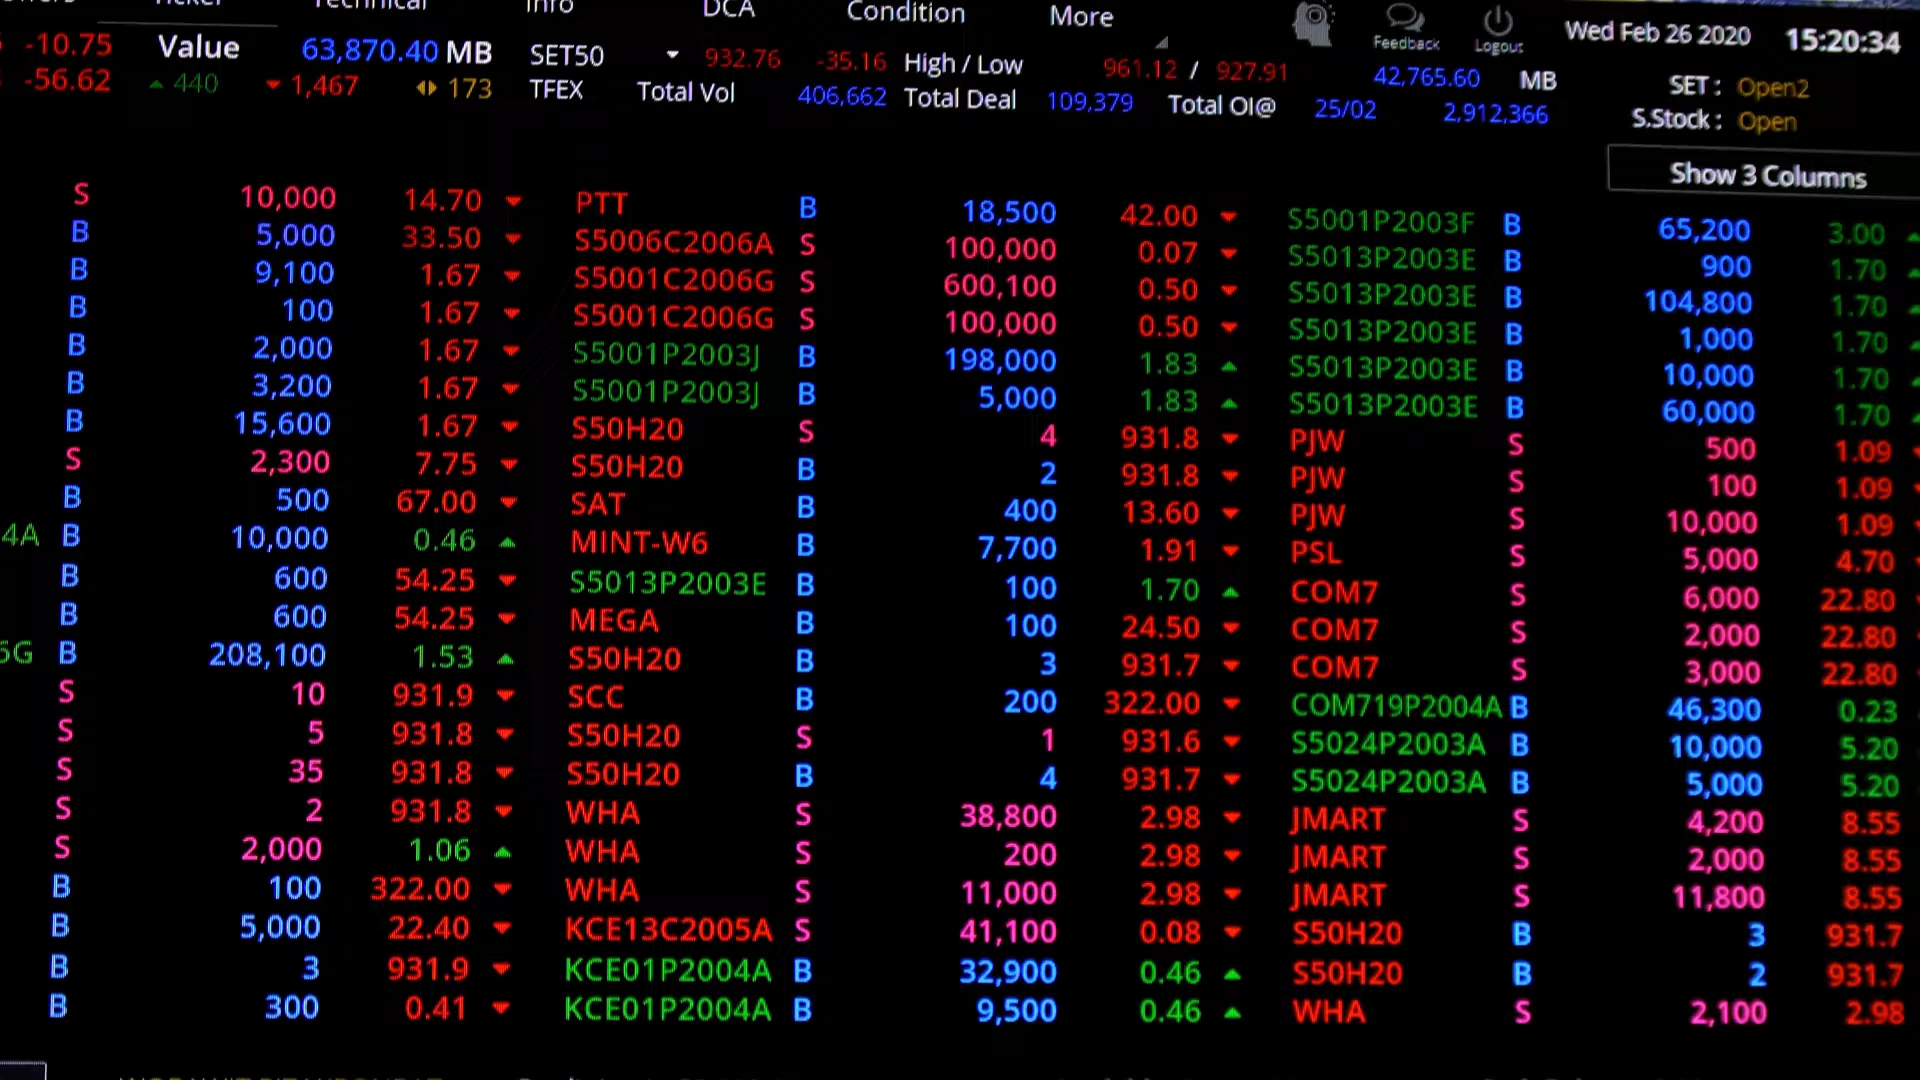 Technical Info DCA Condition More
Feedback Logout Wed Feb 26 2020 15:20:34
-10.75 Value 63,870.40 MB SET50 932.76 -35.16 High / Low 961.12 / 927.91 42,765.60 MB SET : Open2
-56.62 440 1,467 173 TFEX Total Vol 406,662 Total Deal 109,379 Total OI@ 25/02 2,912,366 S.Stock : Open
Show 3 Columns
S 10,000 14.70 PTT B 18,500 42.00 S5001P2003F B 65,200 3.00
B 5,000 33.50 S5006C2006A S 100,000 0.07 S5013P2003E B 900 1.70
B 9,100 1.67 S5001C2006G S 600,100 0.50 S5013P2003E B 104,800 1.70
B 100 1.67 S5001C2006G S 100,000 0.50 S5013P2003E B 1,000 1.70
B 2,000 1.67 S5001P2003J B 198,000 1.83 S5013P2003E B 10,000 1.70
B 3,200 1.67 S5001P2003J B 5,000 1.83 S5013P2003E B 60,000 1.70
B 15,600 1.67 S50H20 S 4 931.8 PJW S 500 1.09
S 2,300 7.75 S50H20 B 2 931.8 PJW S 100 1.09
B 500 67.00 SAT B 400 13.60 PJW S 10,000 1.09
4A B 10,000 0.46 MINT-W6 B 7,700 1.91 PSL S 5,000 4.70
B 600 54.25 S5013P2003E B 100 1.70 COM7 S 6,000 22.80
B 600 54.25 MEGA B 100 24.50 COM7 S 2,000 22.80
6G B 208,100 1.53 S50H20 B 3 931.7 COM7 S 3,000 22.80
S 10 931.9 SCC B 200 322.00 COM719P2004A B 46,300 0.23
S 5 931.8 S50H20 S 1 931.6 S5024P2003A B 10,000 5.20
S 35 931.8 S50H20 B 4 931.7 S5024P2003A B 5,000 5.20
S 2 931.8 WHA S 38,800 2.98 JMART S 4,200 8.55
S 2,000 1.06 WHA S 200 2.98 JMART S 2,000 8.55
B 100 322.00 WHA S 11,000 2.98 JMART S 11,800 8.55
B 5,000 22.40 KCE13C2005A S 41,100 0.08 S50H20 B 3 931.7
B 3 931.9 KCE01P2004A B 32,900 0.46 S50H20 B 2 931.7
B 300 0.41 KCE01P2004A B 9,500 0.46 WHA S 2,100 2.98